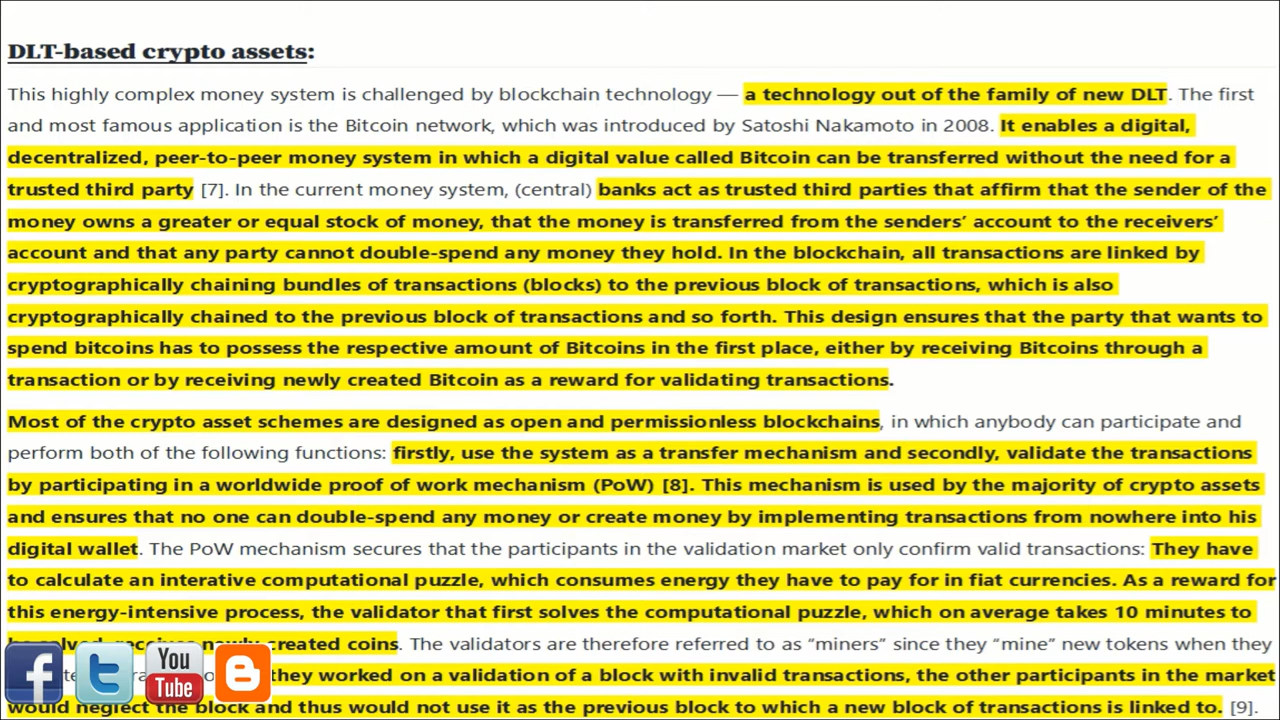 DLT-based crypto assets:
This highly complex money system is challenged by blockchain technology — a technology out of the family of new DLT. The first
and most famous application is the Bitcoin network, which was introduced by Satoshi Nakamoto in 2008. It enables a digital,
decentralized, peer-to-peer money system in which a digital value called Bitcoin can be transferred without the need for a
trusted third party [7]. In the current money system, (central) banks act as trusted third parties that affirm that the sender of the
money owns a greater or equal stock of money, that the money is transferred from the senders’ account to the receivers’
account and that any party cannot double-spend any money they hold. In the blockchain, all transactions are linked by
cryptographically chaining bundles of transactions (blocks) to the previous block of transactions, which is also
cryptographically chained to the previous block of transactions and so forth. This design ensures that the party that wants to
spend bitcoins has to possess the respective amount of Bitcoins in the first place, either by receiving Bitcoins through a
transaction or by receiving newly created Bitcoin as a reward for validating transactions.
Most of the crypto asset schemes are designed as open and permissionless blockchains, in which anybody can participate and
perform both of the following functions: firstly, use the system as a transfer mechanism and secondly, validate the transactions
by participating in a worldwide proof of work mechanism (PoW) [8]. This mechanism is used by the majority of crypto assets
and ensures that no one can double-spend any money or create money by implementing transactions from nowhere into his
digital wallet. The PoW mechanism secures that the participants in the validation market only confirm valid transactions: They have
to calculate an interative computational puzzle, which consumes energy they have to pay for in fiat currencies. As a reward for
this energy-intensive process, the validator that first solves the computational puzzle, which on average takes 10 minutes to
be solved, receives newly created coins. The validators are therefore referred to as “miners” since they “mine” new tokens when they
they worked on a validation of a block with invalid transactions, the other participants in the market
would neglect the block and thus would not use it as the previous block to which a new block of transactions is linked to. [9].
You
Tube